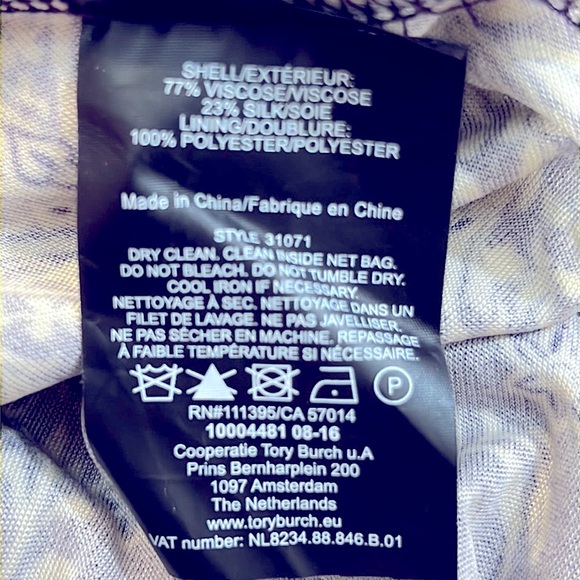 SHELL/EXTÉRIEUR:
77% VISCOSE/VISCOSE
23% SILK/SOIE
LINING/DOUBLURE:
100% POLYESTER/POLYESTER
Made in China/Fabrique en Chine
STYLE 31071
DRY CLEAN. CLEAN INSIDE NET BAG.
DO NOT BLEACH. DO NOT TUMBLE DRY.
COOL IRON IF NECESSARY.
NETTOYAGE À SEC. NETTOYAGE DANS UN
FILET DE LAVAGE. NE PAS JAVELLISER.
NE PAS SÉCHER EN MACHINE. REPASSAGE
À FAIBLE TEMPÉRATURE SI NÉCESSAIRE.
P
RN#111395/CA 57014
10004481 08-16
Cooperatie Tory Burch u.A
Prins Bernharplein 200
1097 Amsterdam
The Netherlands
www.toryburch.eu
VAT number: NL8234.88.846.B.01